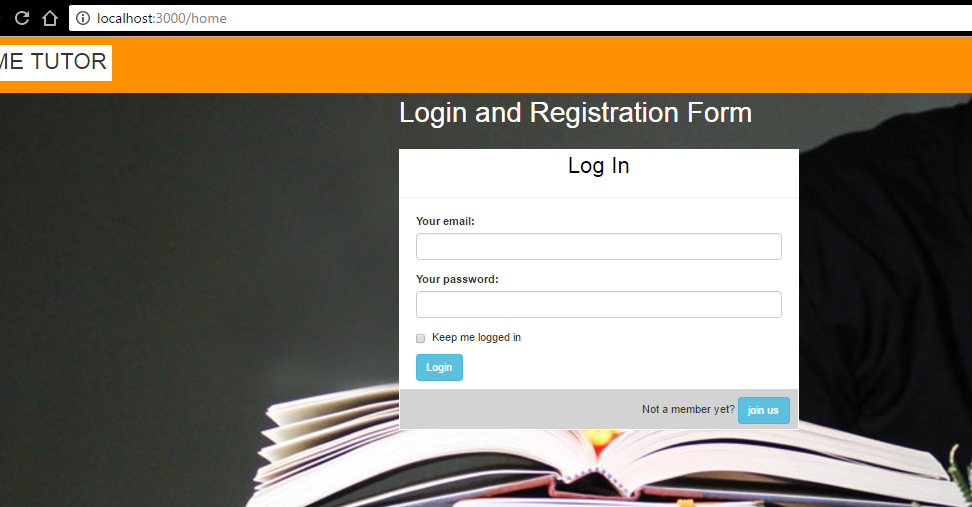 localhost:3000/home
ME TUTOR
Login and Registration Form
Log In
Your email:
Your password:
Keep me logged in
Login
Not a member yet? join us